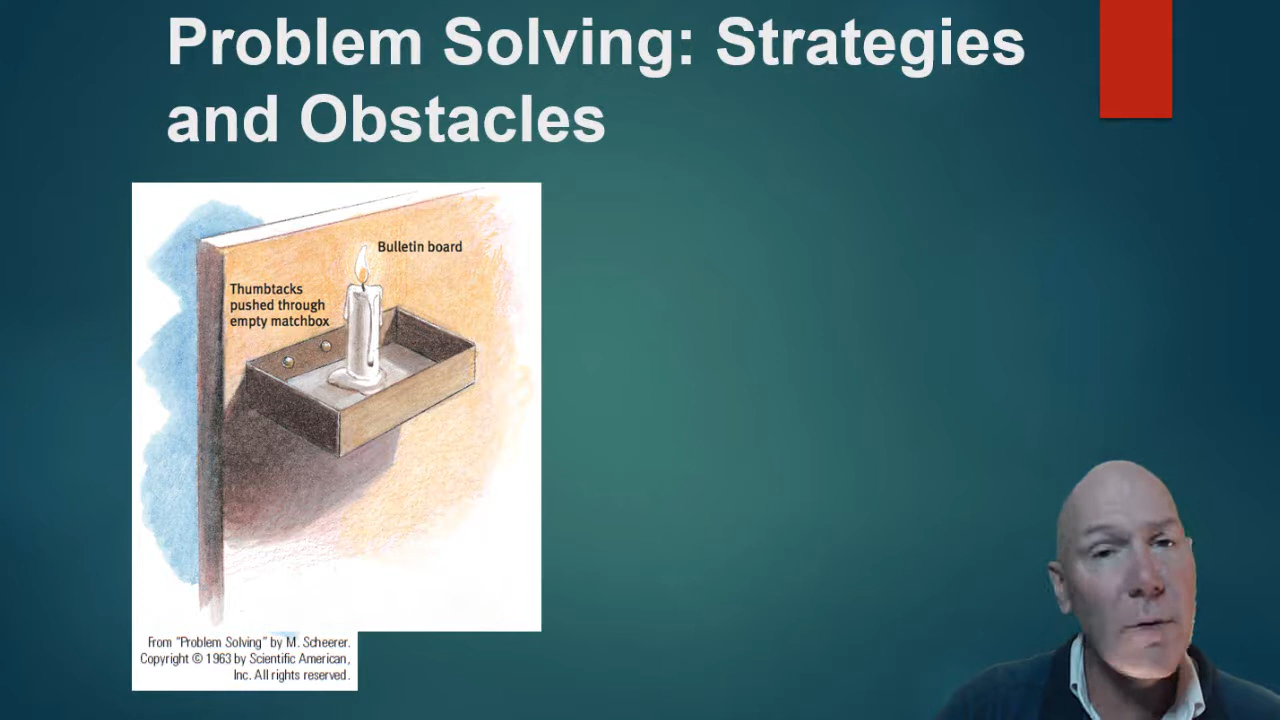 Problem Solving: Strategies
and Obstacles
Bulletin board
Thumbtacks
pushed through
empty matchbox
From "Problem Solving" by M. Scheerer.
Copyright © 1963 by Scientific American,
Inc. All rights reserved.